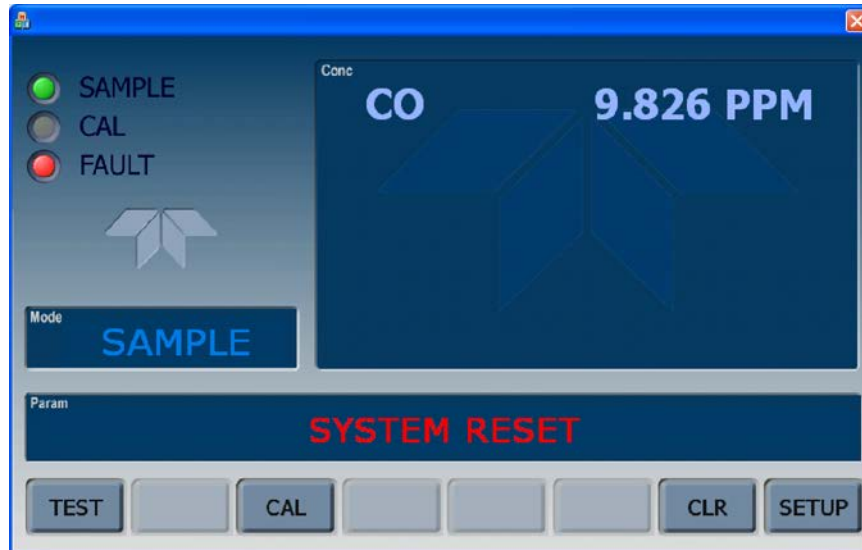 SAMPLE
CAL
FAULT
Conc
CO 9.826 PPM
Mode
SAMPLE
Param
SYSTEM RESET
TEST CAL CLR SETUP